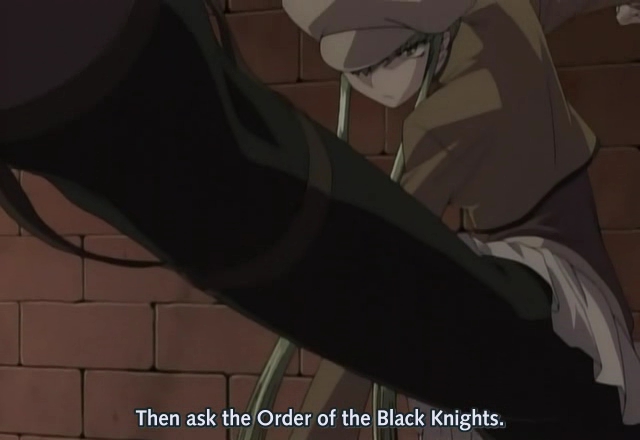 Then ask the Order of the Black Knights.